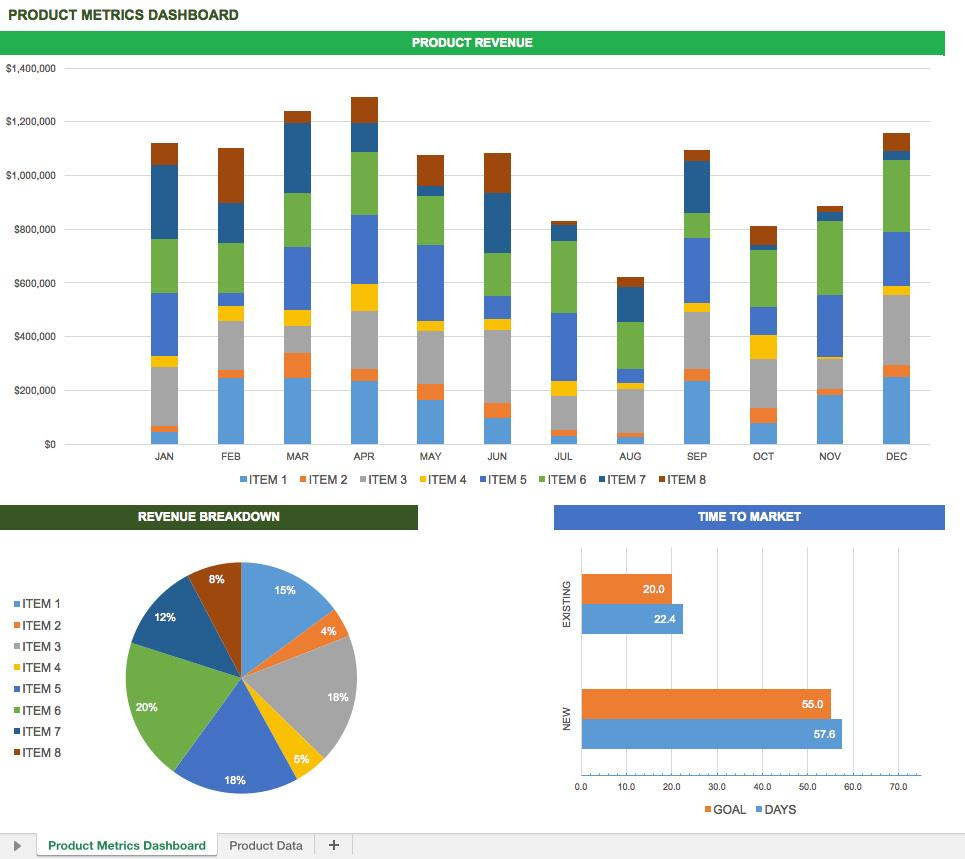 PRODUCT METRICS DASHBOARD
PRODUCT REVENUE
$1,400,000
$1,200,000
$1,000,000
$800,000
$600,000
$400,000
$200,000
$0
JAN FEB MAR APR MAY JUN JUL AUG SEP OCT NOV DEC
ITEM 1 ITEM 2 ITEM 3 ITEM 4 ITEM 5 ITEM 6 ITEM 7 ITEM 8
REVENUE BREAKDOWN
ITEM 1
ITEM 2
ITEM 3
ITEM 4
ITEM 5
ITEM 6
ITEM 7
ITEM 8
15%
4%
18%
5%
18%
20%
12%
8%
TIME TO MARKET
EXISTING
20.0
22.4
NEW
55.0
57.6
0.0 10.0 20.0 30.0 40.0 50.0 60.0 70.0
GOAL DAYS
Product Metrics Dashboard Product Data +